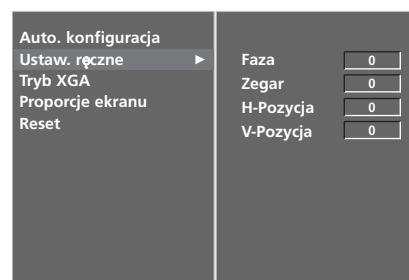 Auto. konfiguracja
Ustaw. ręczne ►
Tryb XGA
Proporcje ekranu
Reset
Faza 0
Zegar 0
H-Pozycja 0
V-Pozycja 0